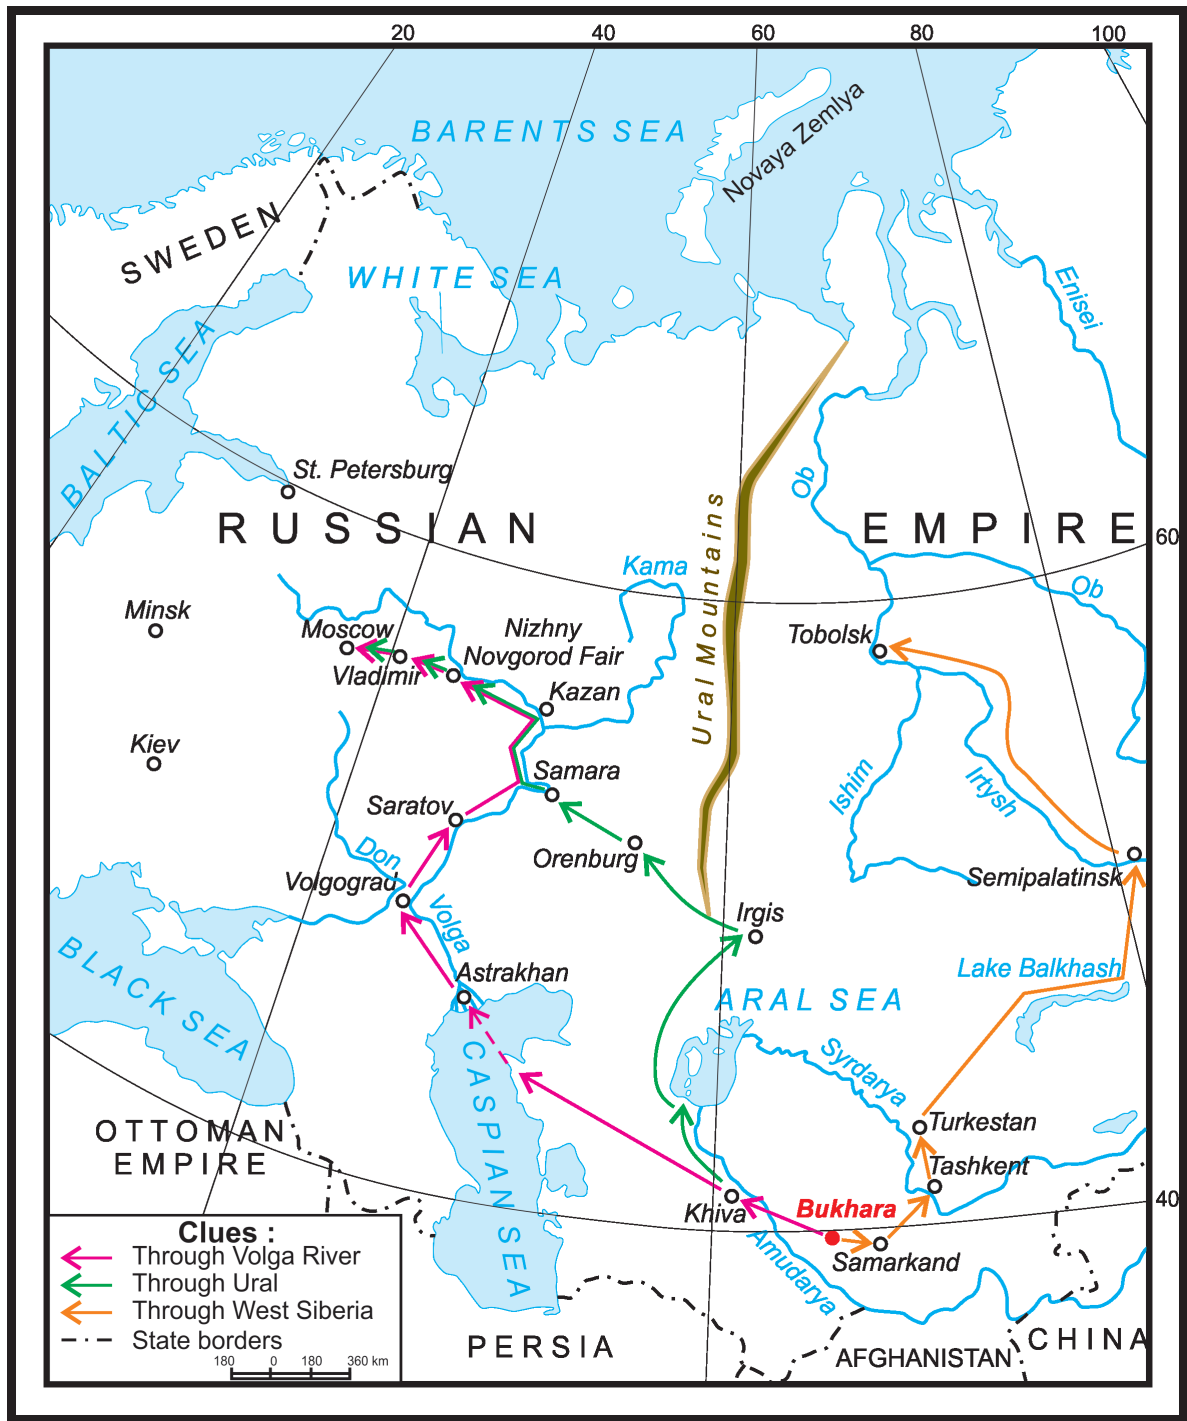 20
40
60
80
100
BARENTS SEA
Novaya Zemlya
SWEDEN
WHITE SEA
Enisei
BALTIC SEA
St. Petersburg
Ob
RUSSIAN
EMPIRE
60
Ural Mountains
Kama
Ob
Minsk
Moscow
Nizhny
Novgorod Fair
Vladimir
Tobolsk
Kazan
Kiev
Samara
Ishim
Irtysh
Saratov
Orenburg
Don
Volgograd
Semipalatinsk
Volga
Irgis
BLACK SEA
Astrakhan
Lake Balkhash
ARAL SEA
CASPIAN SEA
Syrdarya
OTTOMAN
EMPIRE
Turkestan
Tashkent
40
Khiva
Bukhara
Samarkand
Amudarya
PERSIA
AFGHANISTAN
CHINA
Clues :
Through Volga River
Through Ural
Through West Siberia
State borders
180 0 180 360 km